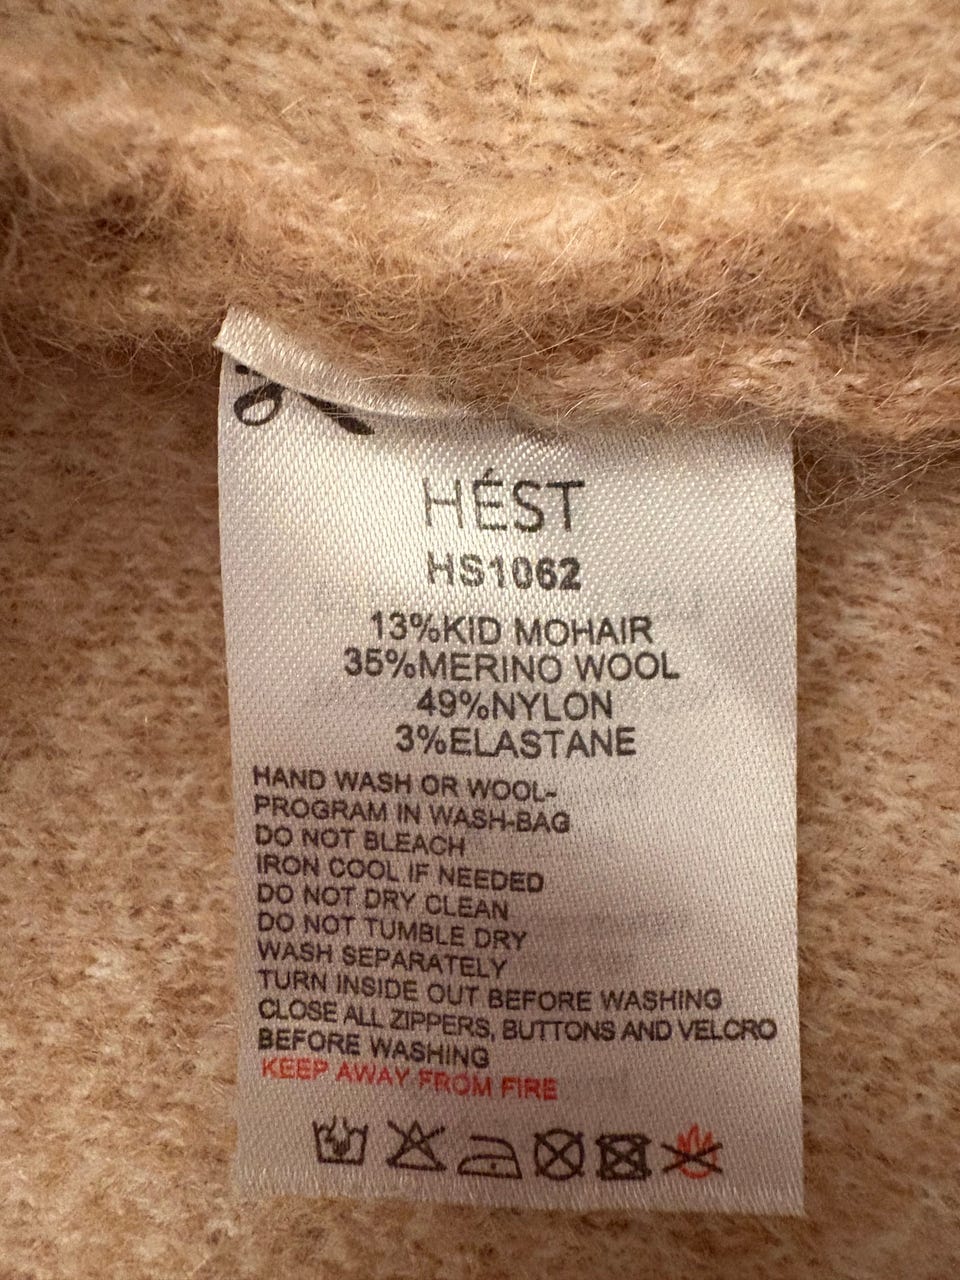 HÉST
HS1062
13%KID MOHAIR
35%MERINO WOOL
49%NYLON
3%ELASTANE
HAND WASH OR WOOL-
PROGRAM IN WASH-BAG
DO NOT BLEACH
IRON COOL IF NEEDED
DO NOT DRY CLEAN
DO NOT TUMBLE DRY
WASH SEPARATELY
TURN INSIDE OUT BEFORE WASHING
CLOSE ALL ZIPPERS, BUTTONS AND VELCRO
BEFORE WASHING
KEEP AWAY FROM FIRE